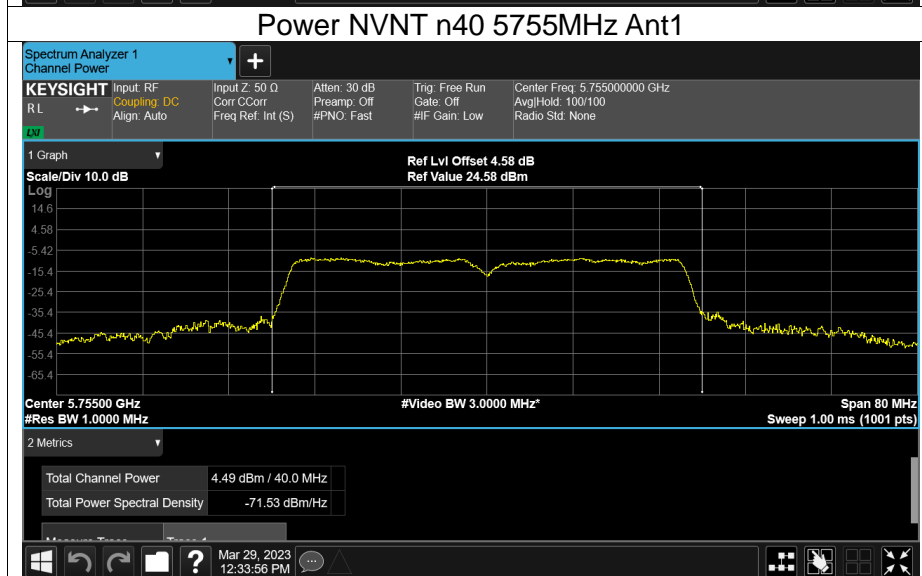 Power NVNT n40 5755MHz Ant1
Spectrum Analyzer 1
Channel Power
KEYSIGHT
R L
LXI
Input: RF
Coupling: DC
Align: Auto
Input Z: 50 Ω
Corr CCorr
Freq Ref: Int (S)
Atten: 30 dB
Preamp: Off
#PNO: Fast
Trig: Free Run
Gate: Off
#IF Gain: Low
Center Freq: 5.755000000 GHz
Avg|Hold: 100/100
Radio Std: None
1 Graph
Scale/Div 10.0 dB
Ref Lvl Offset 4.58 dB
Ref Value 24.58 dBm
Log
14.6
4.58
-5.42
-15.4
-25.4
-35.4
-45.4
-55.4
-65.4
Center 5.75500 GHz
#Video BW 3.0000 MHz*
Span 80 MHz
#Res BW 1.0000 MHz
Sweep 1.00 ms (1001 pts)
2 Metrics
Total Channel Power 4.49 dBm / 40.0 MHz
Total Power Spectral Density -71.53 dBm/Hz
Measure Trace Trace 1
Mar 29, 2023
12:33:56 PM